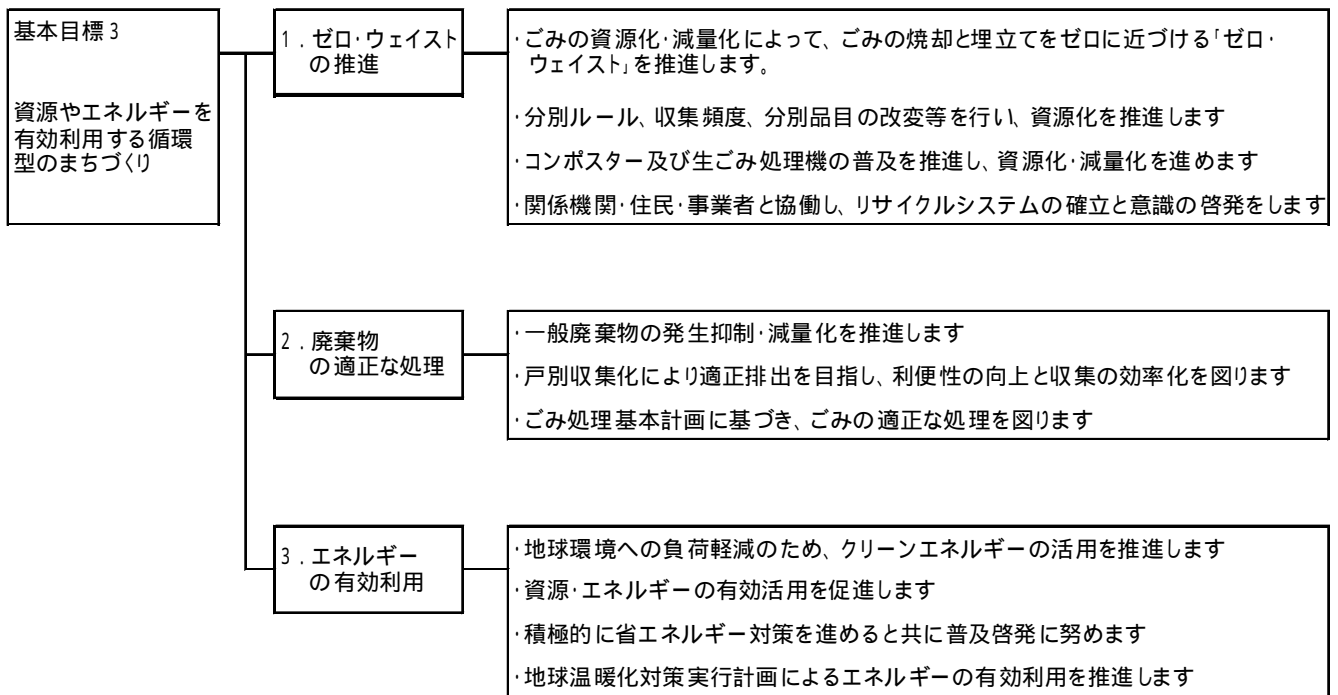 基本目標3
資源やエネルギーを
有効利用する循環
型のまちづくり
1．ゼロ・ウェイスト
の推進
・ごみの資源化・減量化によって、ごみの焼却と埋立てをゼロに近づける「ゼロ・
ウェイスト」を推進します。
・分別ルール、収集頻度、分別品目の改変等を行い、資源化を推進します
・コンポスター及び生ごみ処理機の普及を推進し、資源化・減量化を進めます
・関係機関・住民・事業者と協働し、リサイクルシステムの確立と意識の啓発をします
2．廃棄物
の適正な処理
・一般廃棄物の発生抑制・減量化を推進します
・戸別収集化により適正排出を目指し、利便性の向上と収集の効率化を図ります
・ごみ処理基本計画に基づき、ごみの適正な処理を図ります
3．エネルギー
の有効利用
・地球環境への負荷軽減のため、クリーンエネルギーの活用を推進します
・資源・エネルギーの有効活用を促進します
・積極的に省エネルギー対策を進めると共に普及啓発に努めます
・地球温暖化対策実行計画によるエネルギーの有効利用を推進します